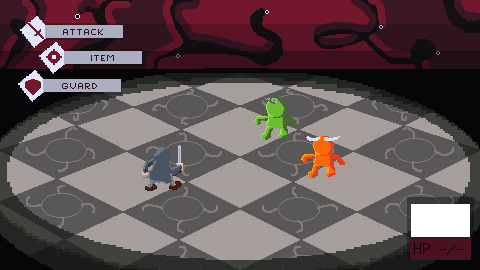 ATTACK
ITEM
GUARD
HP --/--